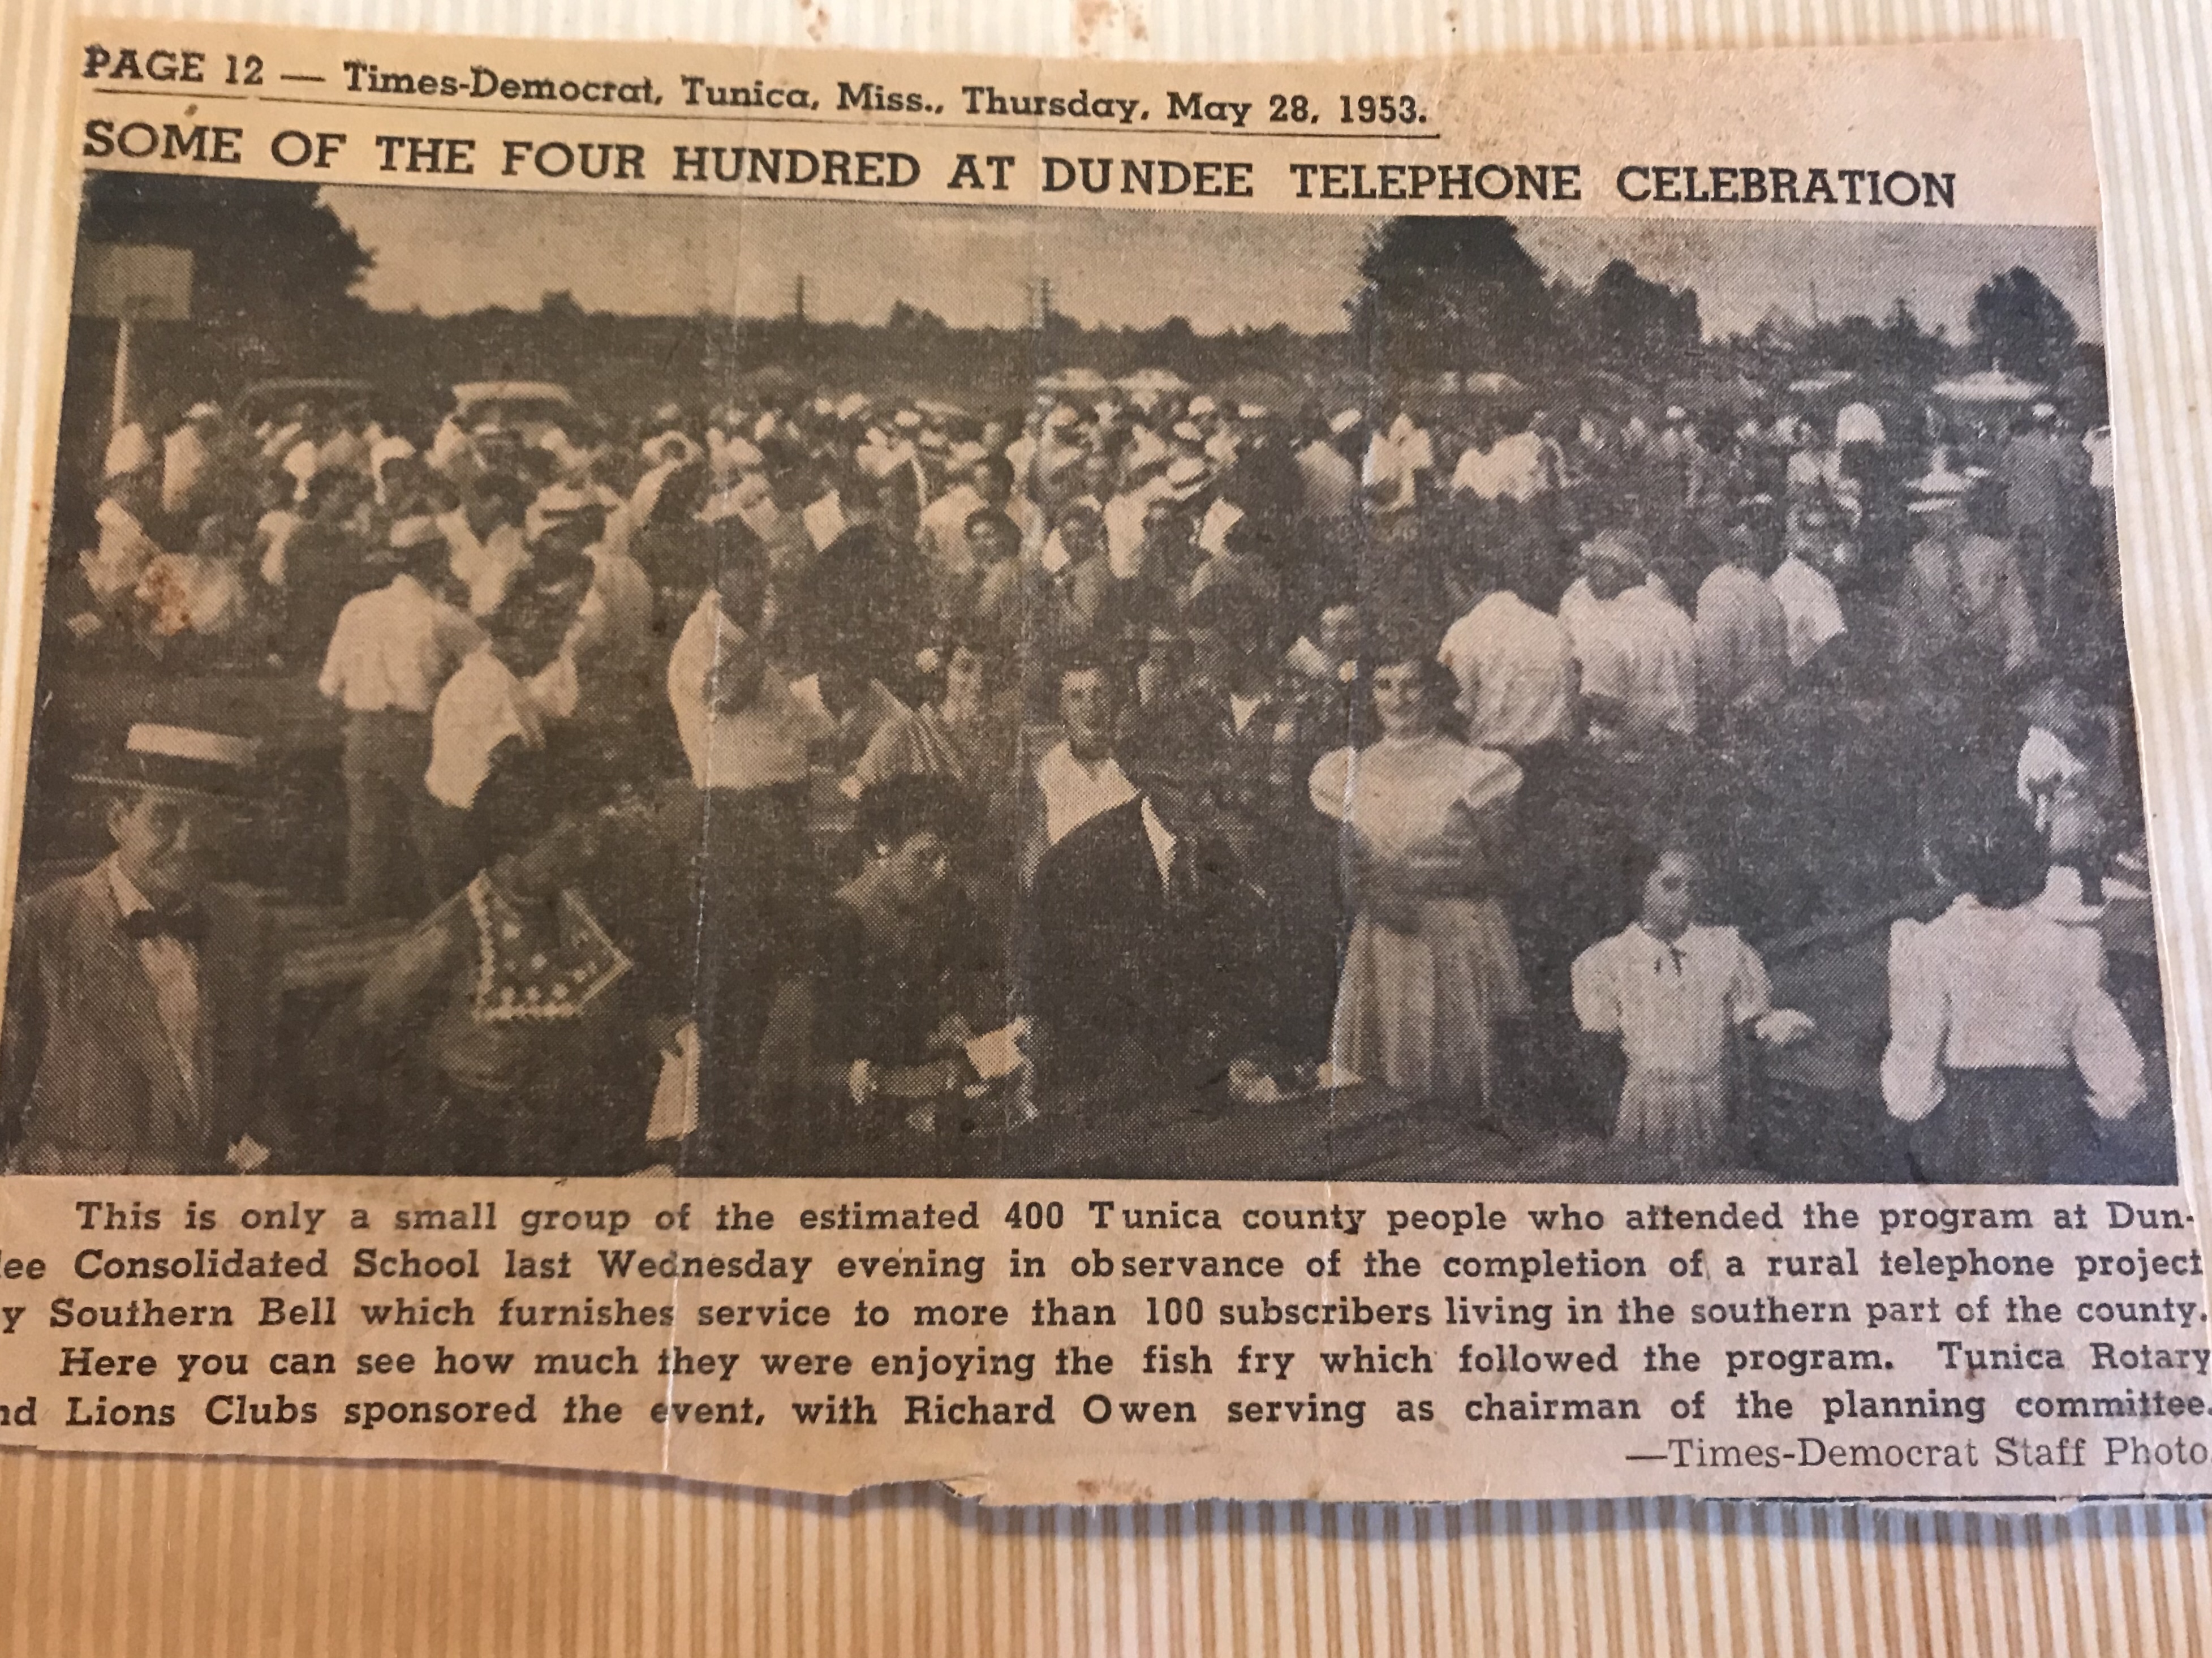 PAGE 12 — Times-Democrat, Tunica, Miss., Thursday, May 28, 1953.
SOME OF THE FOUR HUNDRED AT DUNDEE TELEPHONE CELEBRATION
This is only a small group of the estimated 400 Tunica county people who attended the program at Dun-
ee Consolidated School last Wednesday evening in observance of the completion of a rural telephone project
y Southern Bell which furnishes service to more than 100 subscribers living in the southern part of the county.
Here you can see how much they were enjoying the fish fry which followed the program. Tunica Rotary
nd Lions Clubs sponsored the event, with Richard Owen serving as chairman of the planning committee.
—Times-Democrat Staff Photo